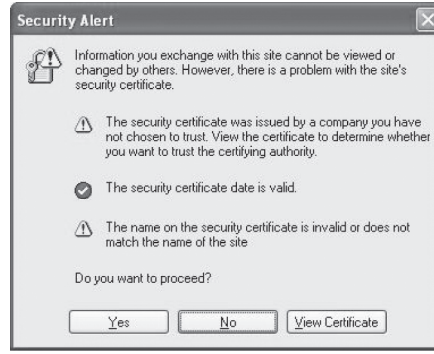 Security Alert
Information you exchange with this site cannot be viewed or
changed by others. However, there is a problem with the site's
security certificate.
The security certificate was issued by a company you have
not chosen to trust. View the certificate to determine whether
you want to trust the certifying authority.
The security certificate date is valid.
The name on the security certificate is invalid or does not
match the name of the site
Do you want to proceed?
Yes No View Certificate